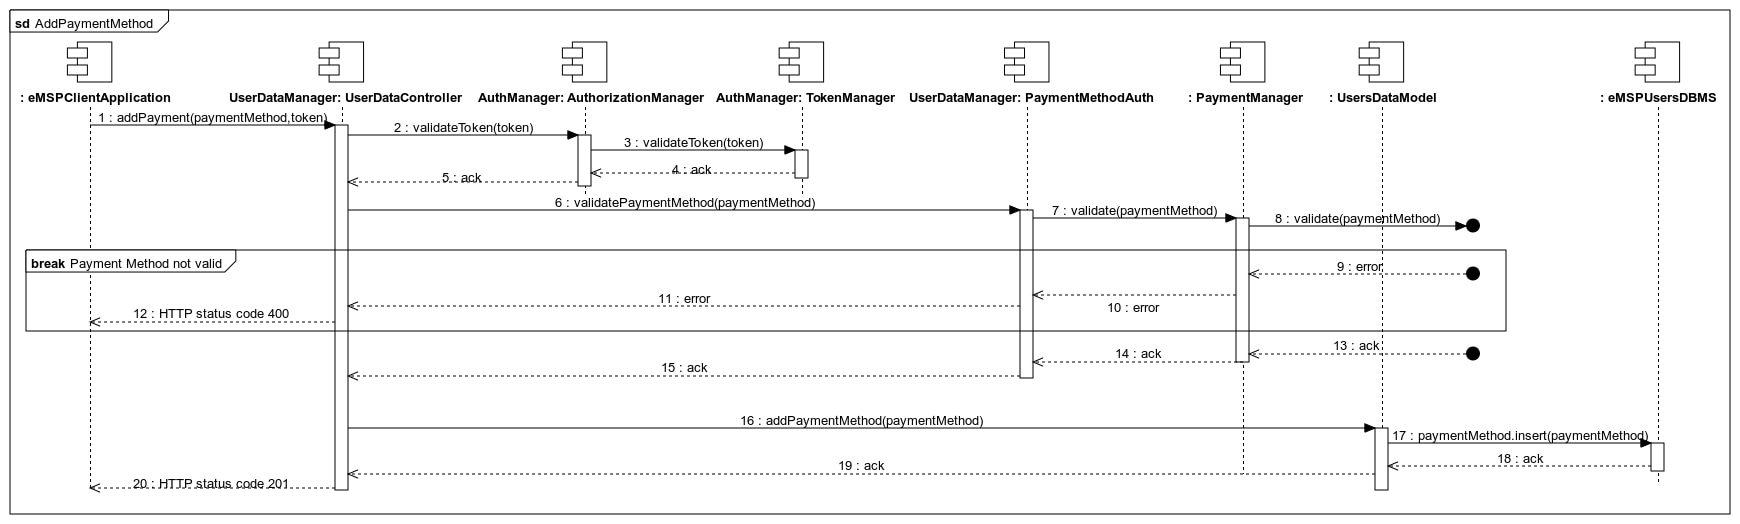 sd AddPaymentMethod
: eMSPClientApplication
UserDataManager: UserDataController
AuthManager: AuthorizationManager
AuthManager: TokenManager
UserDataManager: PaymentMethodAuth
: PaymentManager
: UsersDataModel
: eMSPUsersDBMS
1 : addPayment(paymentMethod,token)
2 : validateToken(token)
3 : validateToken(token)
4 : ack
5 : ack
6 : validatePaymentMethod(paymentMethod)
7 : validate(paymentMethod)
8 : validate(paymentMethod)
break Payment Method not valid
9 : error
10 : error
11 : error
12 : HTTP status code 400
13 : ack
14 : ack
15 : ack
16 : addPaymentMethod(paymentMethod)
17 : paymentMethod.insert(paymentMethod)
18 : ack
19 : ack
20 : HTTP status code 201